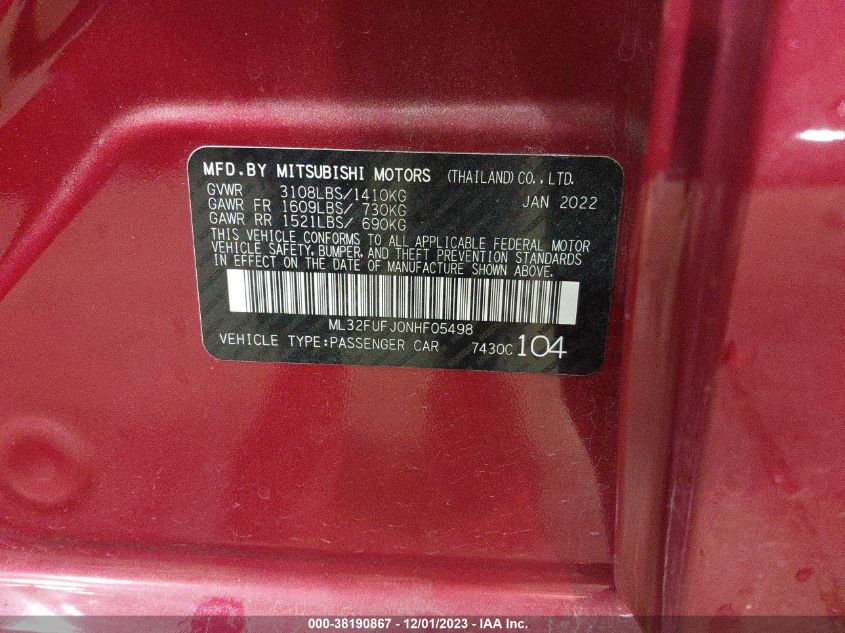 MFD.BY MITSUBISHI MOTORS (THAILAND) CO.,LTD.
GVWR 3108LBS/1410KG JAN 2022
GAWR FR 1609LBS/ 730KG
GAWR RR 1521LBS/ 690KG
THIS VEHICLE CONFORMS TO ALL APPLICABLE FEDERAL MOTOR
VEHICLE SAFETY, BUMPER, AND THEFT PREVENTION STANDARDS
IN EFFECT ON THE DATE OF MANUFACTURE SHOWN ABOVE.
ML32FUFJ0NHF05498
VEHICLE TYPE:PASSENGER CAR 7430C 104
000-38190867 - 12/01/2023 - IAA Inc.